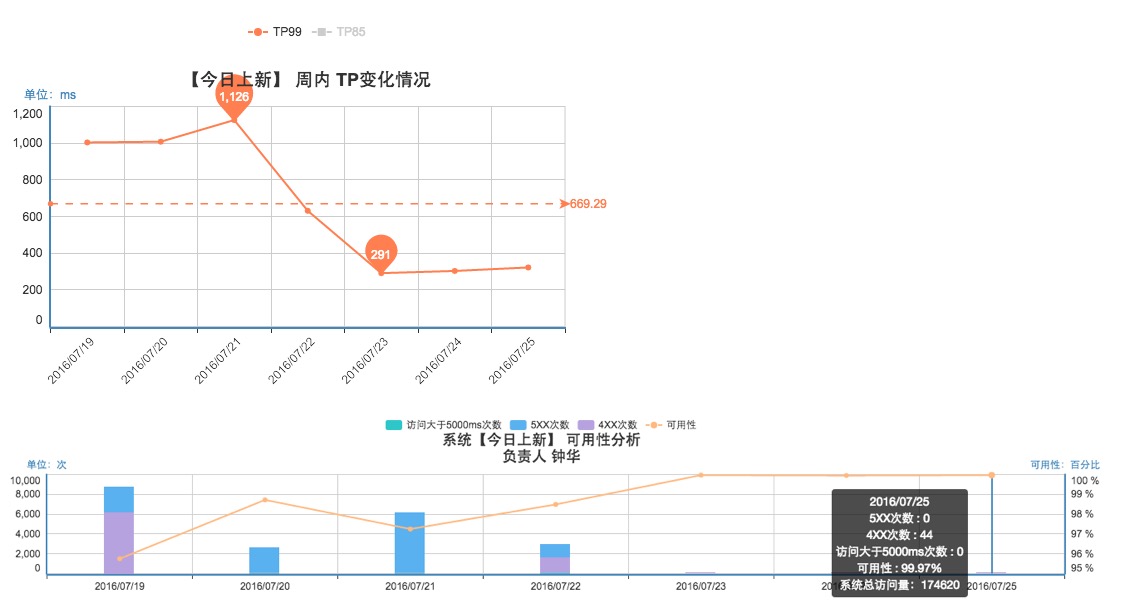 TP99 TP85
【今日上新】 周内 TP变化情况
单位：ms
1,126
1,200
1,000
800
669.29
600
400
291
200
0
2016/07/19 2016/07/20 2016/07/21 2016/07/22 2016/07/23 2016/07/24 2016/07/25
访问大于5000ms次数 5XX次数 4XX次数 可用性
系统【今日上新】 可用性分析
负责人 钟华
单位：次 可用性：百分比
10,000 100 %
8,000 99 %
6,000 98 %
4,000 97 %
2,000 96 %
0 95 %
2016/07/19 2016/07/20 2016/07/21 2016/07/22 2016/07/23 2016/07/25
2016/07/25
5XX次数 : 0
4XX次数 : 44
访问大于5000ms次数 : 0
可用性 : 99.97%
系统总访问量：174620